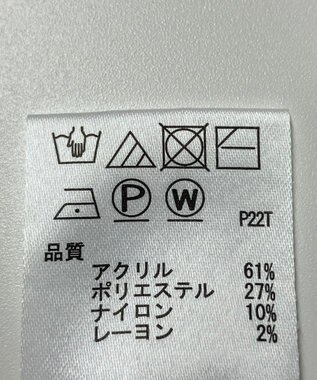 P W
P22T
品質
アクリル 61%
ポリエステル 27%
ナイロン 10%
レーヨン 2%